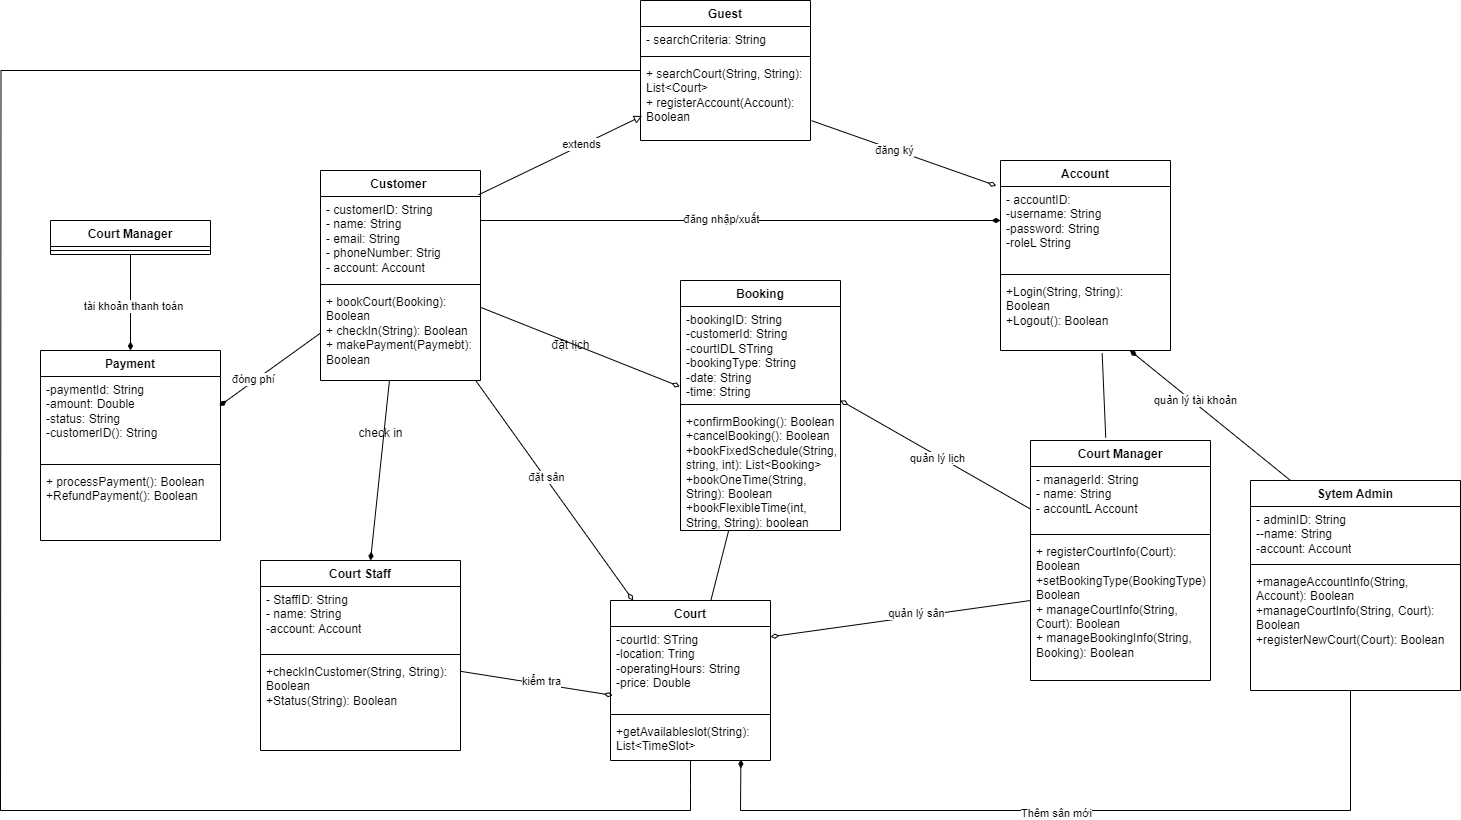 Guest
- searchCriteria: String
+ searchCourt(String, String):
List<Court>
+ registerAccount(Account):
Boolean
extends
đăng ký
Customer
- customerID: String
- name: String
- email: String
- phoneNumber: Strig
- account: Account
+ bookCourt(Booking):
Boolean
+ checkIn(String): Boolean
+ makePayment(Paymebt):
Boolean
đăng nhập/xuất
Account
- accountID:
-username: String
-password: String
-roleL String
+Login(String, String):
Boolean
+Logout(): Boolean
Court Manager
tài khoản thanh toán
Payment
-paymentId: String
-amount: Double
-status: String
-customerID(): String
+ processPayment(): Boolean
+RefundPayment(): Boolean
đóng phí
Booking
-bookingID: String
-customerId: String
-courtIDL STring
-bookingType: String
-date: String
-time: String
+confirmBooking(): Boolean
+cancelBooking(): Boolean
+bookFixedSchedule(String,
string, int): List<Booking>
+bookOneTime(String,
String): Boolean
+bookFlexibleTime(int,
String, String): boolean
đặt lịch
check in
đặt sân
quản lý lịch
quản lý tài khoản
Court Manager
- managerId: String
- name: String
- accountL Account
+ registerCourtInfo(Court):
Boolean
+setBookingType(BookingType)
Boolean
+ manageCourtInfo(String,
Court): Boolean
+ manageBookingInfo(String,
Booking): Boolean
Sytem Admin
- adminID: String
--name: String
-account: Account
+manageAccountInfo(String,
Account): Boolean
+manageCourtInfo(String, Court):
Boolean
+registerNewCourt(Court): Boolean
Court Staff
- StaffID: String
- name: String
-account: Account
+checkInCustomer(String, String):
Boolean
+Status(String): Boolean
kiểm tra
Court
-courtId: STring
-location: Tring
-operatingHours: String
-price: Double
+getAvailableslot(String):
List<TimeSlot>
quản lý sân
Thêm sân mới